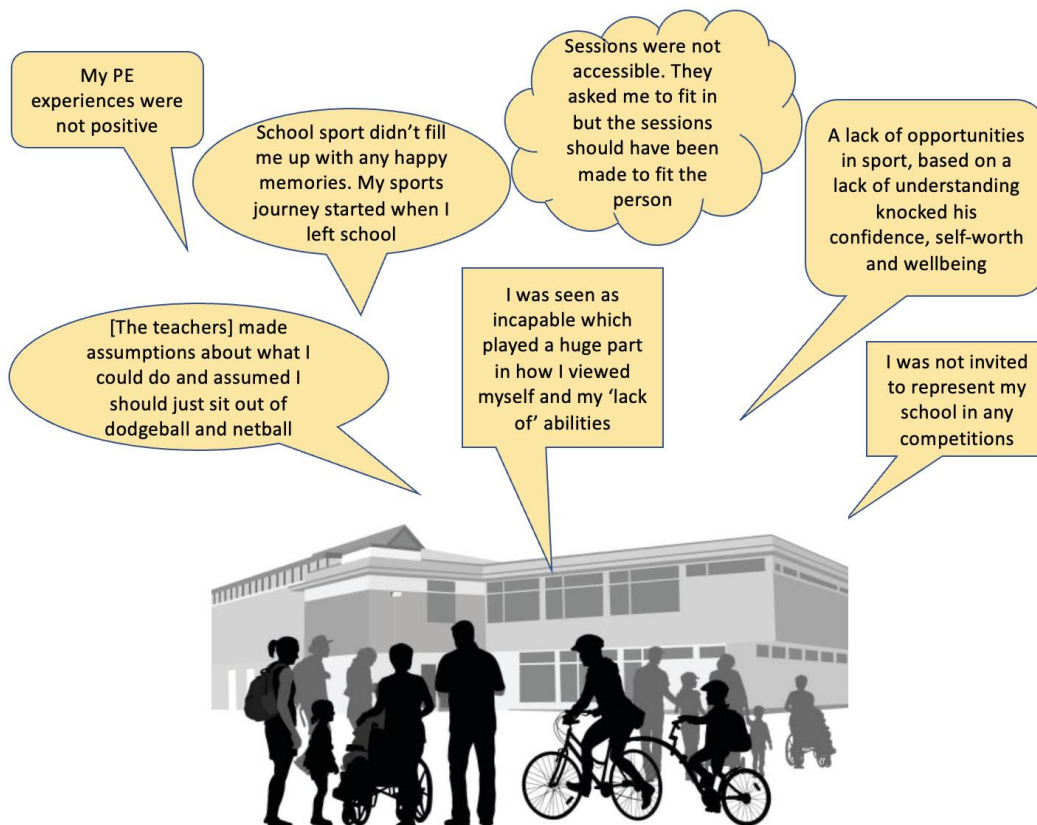 My PE
experiences were
not positive
School sport didn’t fill
me up with any happy
memories. My sports
journey started when I
left school
Sessions were not
accessible. They
asked me to fit in
but the sessions
should have been
made to fit the
person
A lack of opportunities
in sport, based on a
lack of understanding
knocked his
confidence, self-worth
and wellbeing
[The teachers] made
assumptions about what I
could do and assumed I
should just sit out of
dodgeball and netball
I was seen as
incapable which
played a huge part
in how I viewed
myself and my ‘lack
of’ abilities
I was not invited
to represent my
school in any
competitions